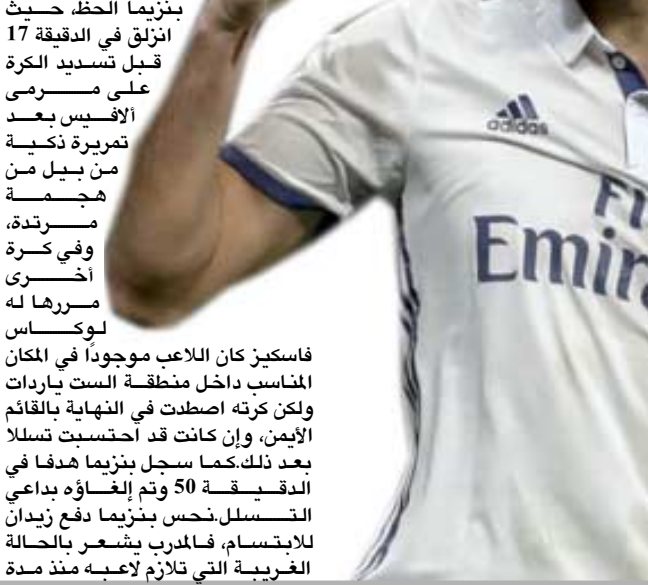 بنزيما الحظ، حيث
انزلق في الدقيقة 17
قبل تسديد الكرة
على مرمى
ألافيس بعد
تمريرة ذكية
من بيل من
هجمة
مرتدة،
وفي كرة
أخرى
مررها له
لوكاس
فاسكيز كان اللاعب موجودًا في المكان
المناسب داخل منطقة الست ياردات
ولكن كرته اصطدت في النهاية بالقائم
الأيمن، وإن كانت قد احتسبت تسللا
بعد ذلك.كما سجل بنزيما هدفا في
الدقيقة 50 وتم إلغاؤه بداعي
التسلل.نحس بنزيما دفع زيدان
للابتسام، فالمدرب يشعر بالحالة
الغريبة التي تلازم لاعبه منذ مدة
adidas
Fl
Emir